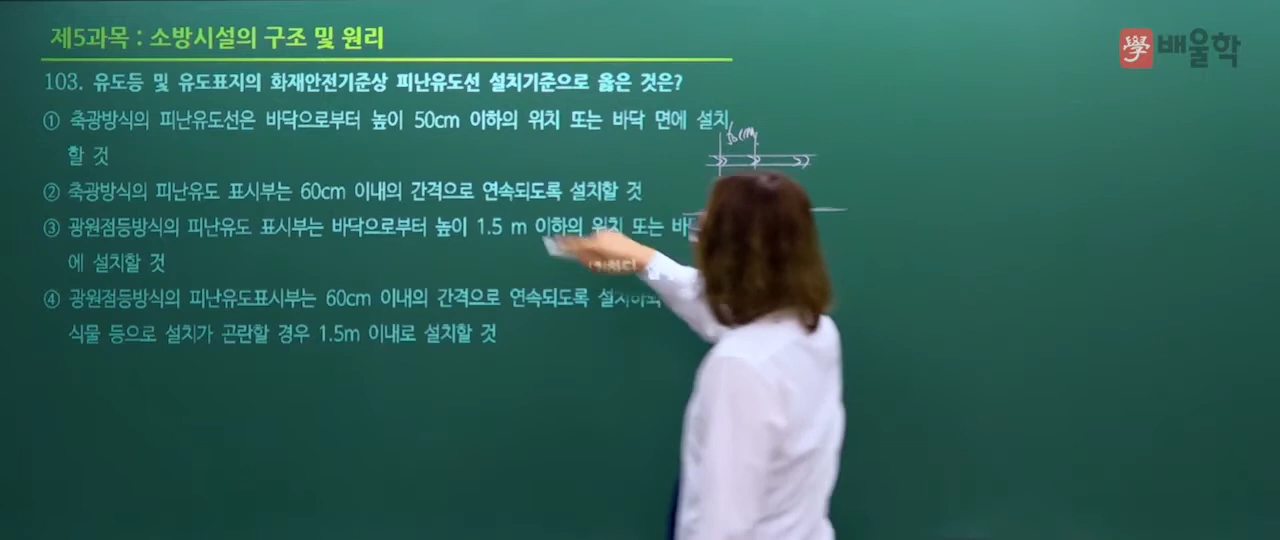 제5과목 : 소방시설의 구조 및 원리
學 배울학
103. 유도등 및 유도표지의 화재안전기준상 피난유도선 설치기준으로 옳은 것은?
① 축광방식의 피난유도선은 바닥으로부터 높이 50cm 이하의 위치 또는 바닥 면에 설치
할 것
② 축광방식의 피난유도 표시부는 60cm 이내의 간격으로 연속되도록 설치할 것
③ 광원점등방식의 피난유도 표시부는 바닥으로부터 높이 1.5 m 이하의 위치 또는
에 설치할 것
④ 광원점등방식의 피난유도표시부는 60cm 이내의 간격으로 연속되도록
식물 등으로 설치가 곤란할 경우 1.5m 이내로 설치할 것